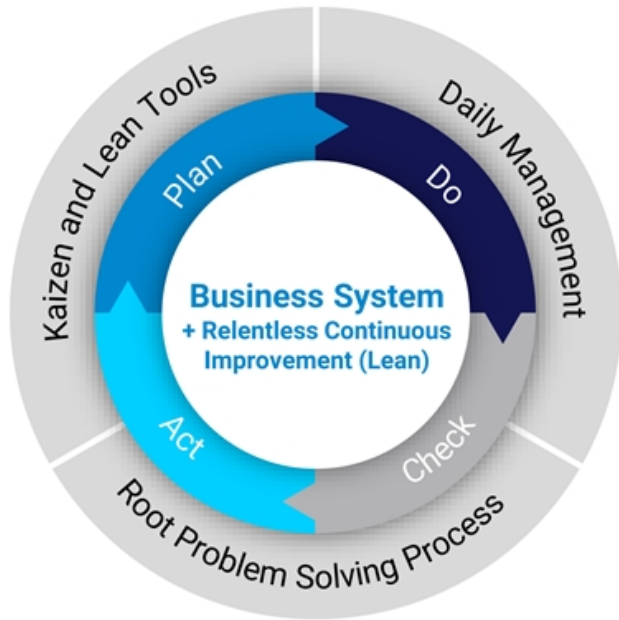 Kaizen and Lean Tools
Daily Management
Plan
Do
Business System
+ Relentless Continuous
Improvement (Lean)
Act
Check
Root Problem Solving Process